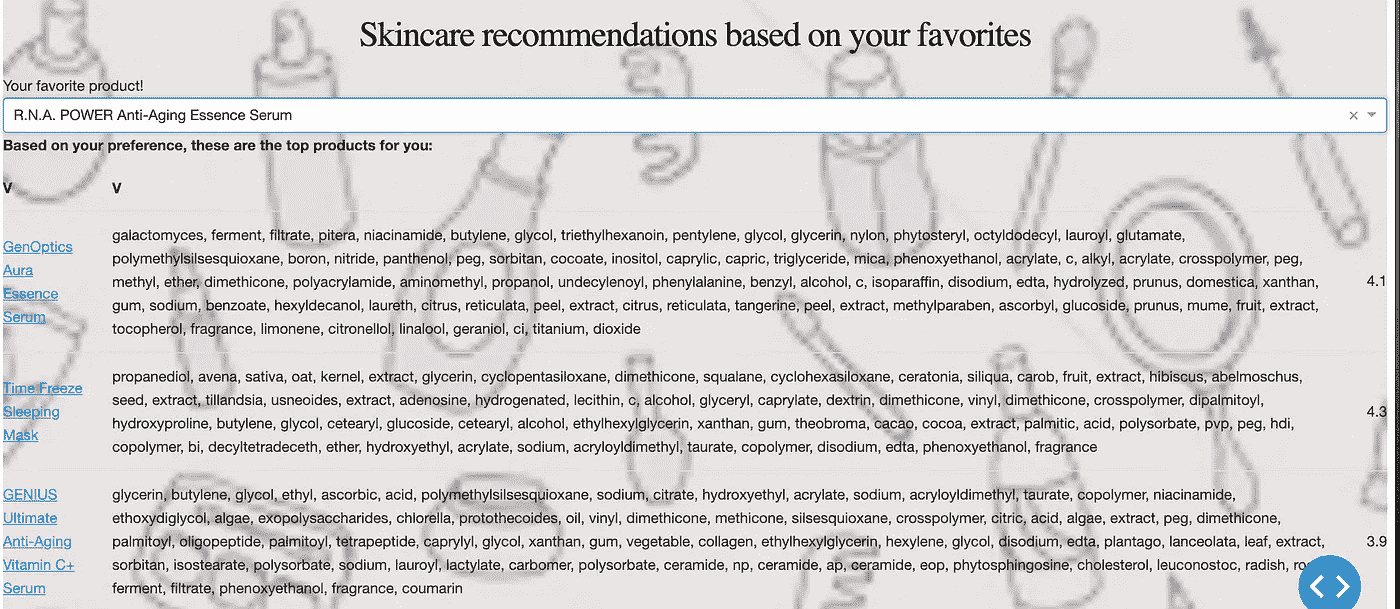 Skincare recommendations based on your favorites
Your favorite product!
R.N.A. POWER Anti-Aging Essence Serum
Based on your preference, these are the top products for you:
V V
GenOptics Aura Essence Serum
galactomyces, ferment, filtrate, pitera, niacinamide, butylene, glycol, triethylhexanoin, pentylene, glycol, glycerin, nylon, phytosteryl, octyldodecyl, lauroyl, glutamate,
polymethylsilsesquioxane, boron, nitride, panthenol, peg, sorbitan, cocoate, inositol, caprylic, capric, triglyceride, mica, phenoxyethanol, acrylate, c, alkyl, acrylate, crosspolymer, peg,
methyl, ether, dimethicone, polyacrylamide, aminomethyl, propanol, undecylenoyl, phenylalanine, benzyl, alcohol, c, isoparaffin, disodium, edta, hydrolyzed, prunus, domestica, xanthan,
gum, sodium, benzoate, hexyldecanol, laureth, citrus, reticulata, peel, extract, citrus, reticulata, tangerine, peel, extract, methylparaben, ascorbyl, glucoside, prunus, mume, fruit, extract,
tocopherol, fragrance, limonene, citronellol, linalool, geraniol, ci, titanium, dioxide
4.1
Time Freeze Sleeping Mask
propanediol, avena, sativa, oat, kernel, extract, glycerin, cyclopentasiloxane, dimethicone, squalane, cyclohexasiloxane, ceratonia, siliqua, carob, fruit, extract, hibiscus, abelmoschus,
seed, extract, tillandsia, usneoides, extract, adenosine, hydrogenated, lecithin, c, alcohol, glyceryl, caprylate, dextrin, dimethicone, vinyl, dimethicone, crosspolymer, dipalmitoyl,
hydroxyproline, butylene, glycol, cetearyl, glucoside, cetearyl, alcohol, ethylhexylglycerin, xanthan, gum, theobroma, cacao, cocoa, extract, palmitic, acid, polysorbate, pvp, peg, hdi,
copolymer, bi, decyltetradeceth, ether, hydroxyethyl, acrylate, sodium, acryloyldimethyl, taurate, copolymer, disodium, edta, phenoxyethanol, fragrance
4.3
GENIUS Ultimate Anti-Aging Vitamin C+ Serum
glycerin, butylene, glycol, ethyl, ascorbic, acid, polymethylsilsesquioxane, sodium, citrate, hydroxyethyl, acrylate, sodium, acryloyldimethyl, taurate, copolymer, niacinamide,
ethoxydiglycol, algae, exopolysaccharides, chlorella, protothecoides, oil, vinyl, dimethicone, methicone, silsesquioxane, crosspolymer, citric, acid, algae, extract, peg, dimethicone,
palmitoyl, oligopeptide, palmitoyl, tetrapeptide, caprylyl, glycol, xanthan, gum, vegetable, collagen, ethylhexylglycerin, hexylene, glycol, disodium, edta, plantago, lanceolata, leaf, extract,
sorbitan, isostearate, polysorbate, sodium, lauroyl, lactylate, carbomer, polysorbate, ceramide, np, ceramide, ap, ceramide, eop, phytosphingosine, cholesterol, leuconostoc, radish,
ferment, filtrate, phenoxyethanol, fragrance, coumarin
3.9